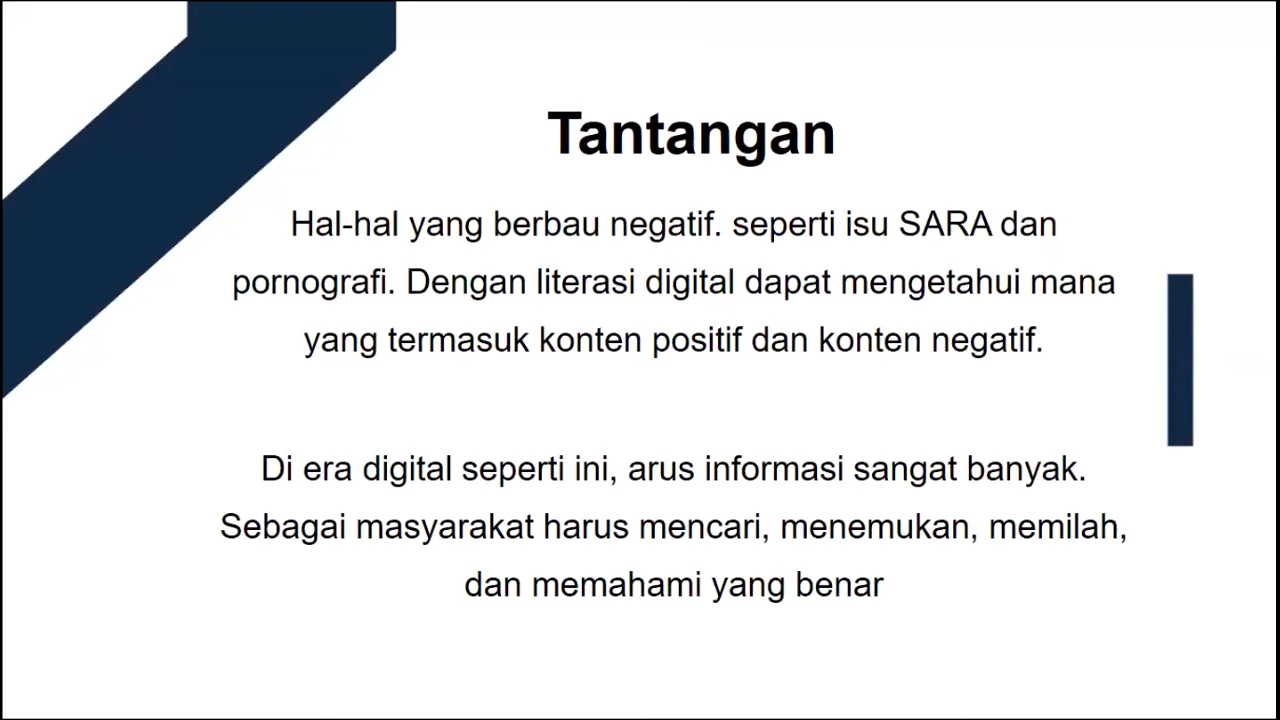 Tantangan
Hal-hal yang berbau negatif. seperti isu SARA dan
pornografi. Dengan literasi digital dapat mengetahui mana
yang termasuk konten positif dan konten negatif.
Di era digital seperti ini, arus informasi sangat banyak.
Sebagai masyarakat harus mencari, menemukan, memilah,
dan memahami yang benar